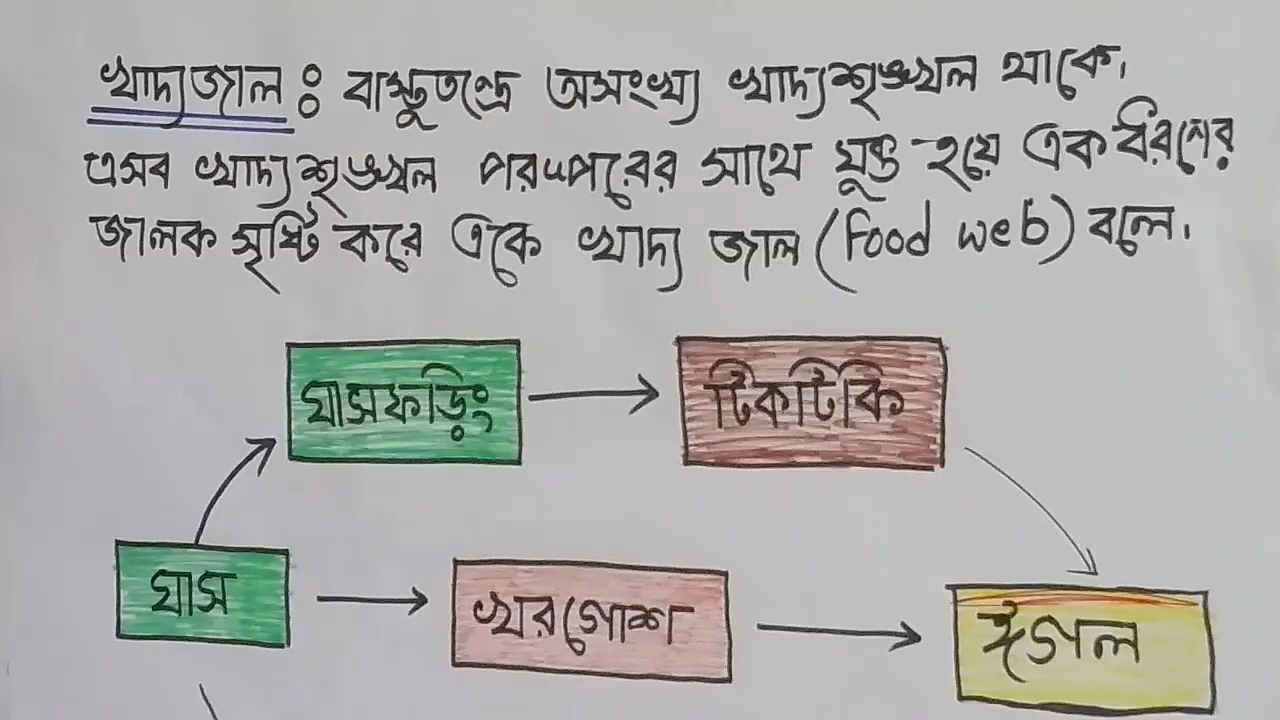 খাদ্যজাল : বাস্তুতন্ত্রে অসংখ্য খাদ্যশৃঙ্খল থাকে,
এসব খাদ্যশৃঙ্খল পরস্পরের সাথে যুক্ত হয়ে একধরনের
জালক সৃষ্টি করে একে খাদ্য জাল (Food web) বলে,
ঘাসফড়িং
টিকটিকি
ঘাস
খরগোশ
ঈগল